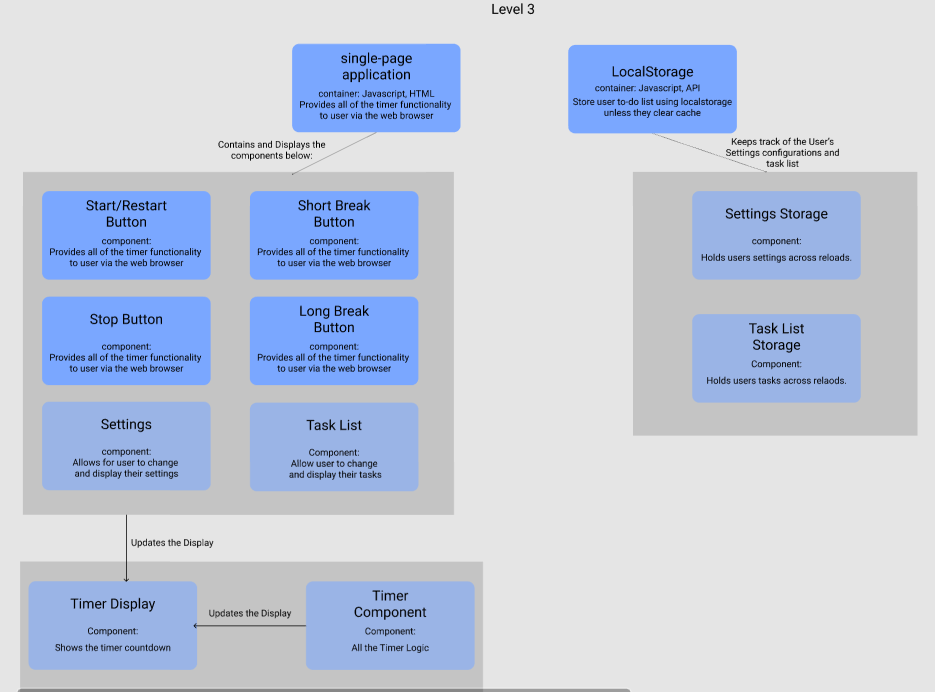 Level 3
single-page
application
container: Javascript, HTML
Provides all of the timer functionality
to user via the web browser
LocalStorage
container: Javascript, API
Store user to-do list using localstorage
unless they clear cache
Contains and Displays the
components below:
Keeps track of the User's
Settings configurations and
task list
Start/Restart
Button
component:
Provides all of the timer functionality
to user via the web browser
Short Break
Button
component:
Provides all of the timer functionality
to user via the web browser
Settings Storage
component:
Holds users settings across reloads.
Stop Button
component:
Provides all of the timer functionality
to user via the web browser
Long Break
Button
component:
Provides all of the timer functionality
to user via the web browser
Task List
Storage
Component:
Holds users tasks across relaods.
Settings
component:
Allows for user to change
and display their settings
Task List
Component:
Allow user to change
and display their tasks
Updates the Display
Timer Display
Component:
Shows the timer countdown
Updates the Display
Timer
Component
Component:
All the Timer Logic